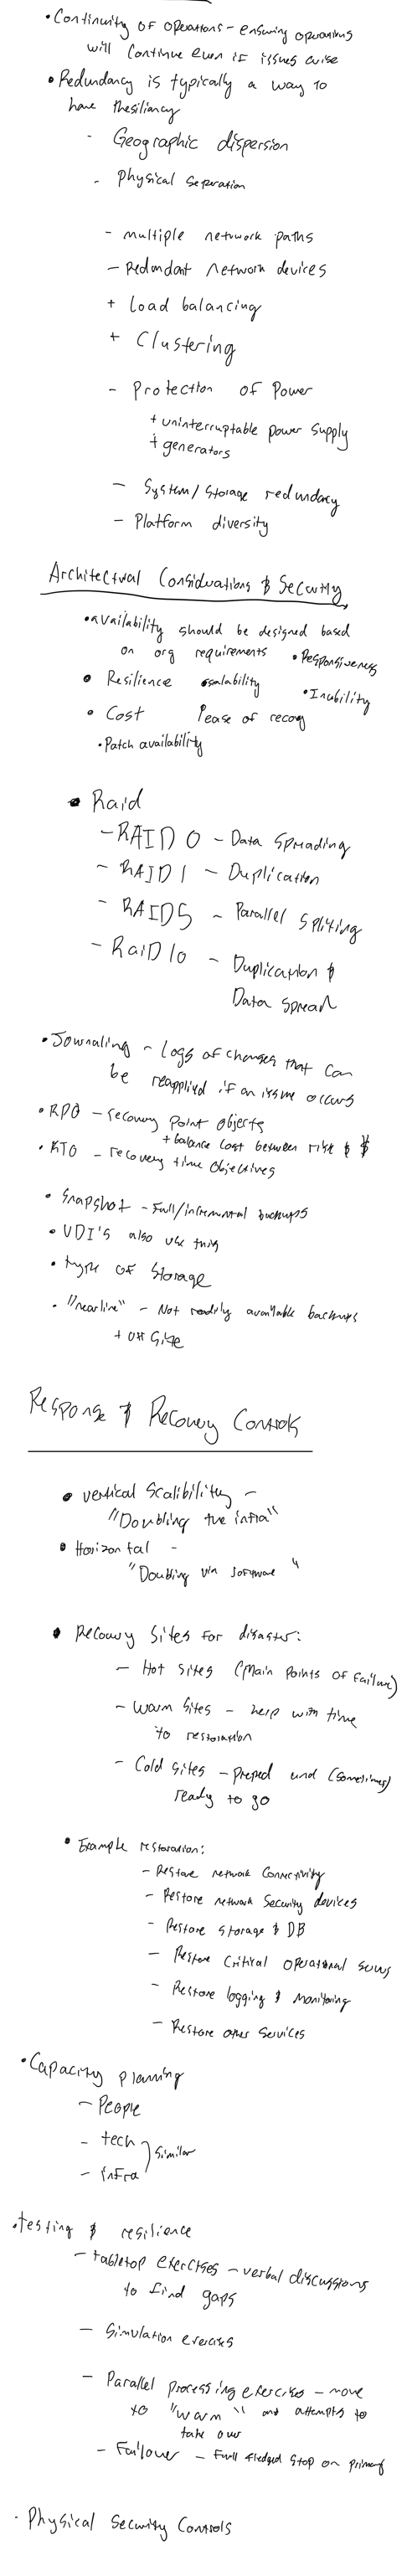 • Continuity of operations - ensuring operations
will continue even if issues arise
• Redundancy is typically a way to
have thesiliancy
- Geographic dispersion
- Physical seperation
- multiple network paths
- Redundant network devices
+ Load balancing
+ Clustering
- Protection of Power
+ uninterruptable power supply
+ generators
- System/Storage redundacy
- Platform diversity
Architectural Considerations & Security
• availability should be designed based
on org requirements • Responsiveness
• Resilience • scalability • Inability
• Cost • ease of recov
• Patch availability
• Raid
- RAID 0 - Data Spreading
- RAID 1 - Duplication
- RAID 5 - Parallel Spliting
- RaiD 10 - Duplication &
Data Spread
• Journaling - Logs of changes that can
be reapplied if an issue occurs
• RPO - recovery point objects
+ balance cost between risk & $
• RTO - recovery time objectives
• Snapshot - Full/incremental backups
• VDI's also use this
• type of Storage
• "nearline" - Not readily available backups
+ off site
Response & Recovery Controls
• vertical Scalibility -
"Doubling the infra"
• Horizontal -
"Doubling via software"
• Recovery Sites for disaster:
- Hot sites (Main Points of failure)
- Warm Sites - help with time
to restoration
- Cold sites - preped and (sometimes)
ready to go
• Example restoration:
- Restore network Connectivity
- Restore network Security devices
- Restore storage & DB
- Restore Critical operational servs
- Restore logging & monitoring
- Restore other Services
• Capacity planning
- People
- tech
- infra } similar
• testing & resilience
- tabletop exercises - verbal discussions
to find gaps
- Simulation exercises
- Parallel processing exercises - move
to "warm" and attempts to
take over
- Failover - Full fledged stop on primary
• Physical Security Controls